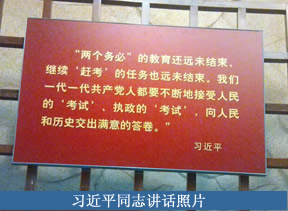 “两个务必”的教育还远未结束，
继续‘赶考’的任务也远未结束。我们
一代一代共产党人都要不断地接受人民
的‘考试’、执政的‘考试’，向人民
和历史交出满意的答卷。”
习近平
习近平同志讲话照片